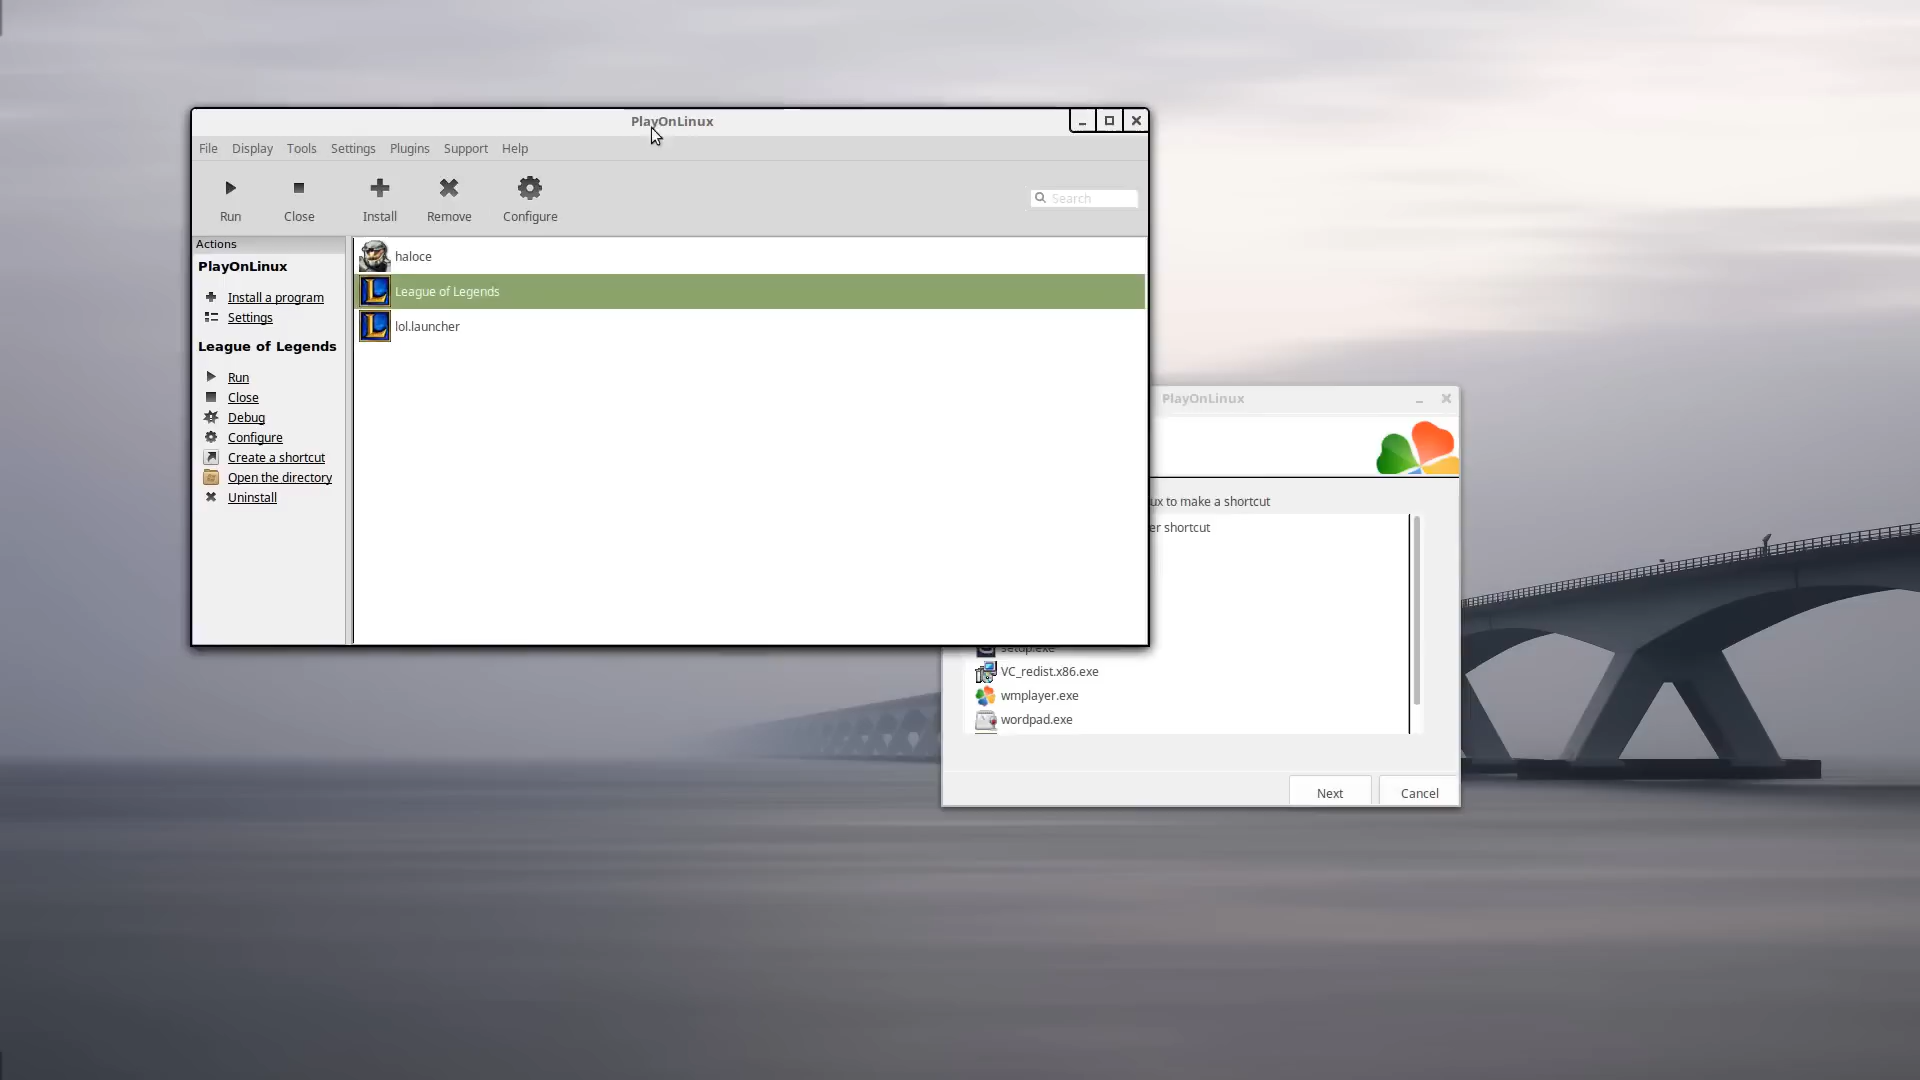 PlayOnLinux
File Display Tools Settings Plugins Support Help
Run Close Install Remove Configure
Search
Actions
PlayOnLinux
Install a program
Settings
League of Legends
Run
Close
Debug
Configure
Create a shortcut
Open the directory
Uninstall
haloce
League of Legends
lol.launcher
PlayOnLinux
ux to make a shortcut
er shortcut
setup.exe
VC_redist.x86.exe
wmplayer.exe
wordpad.exe
Next Cancel